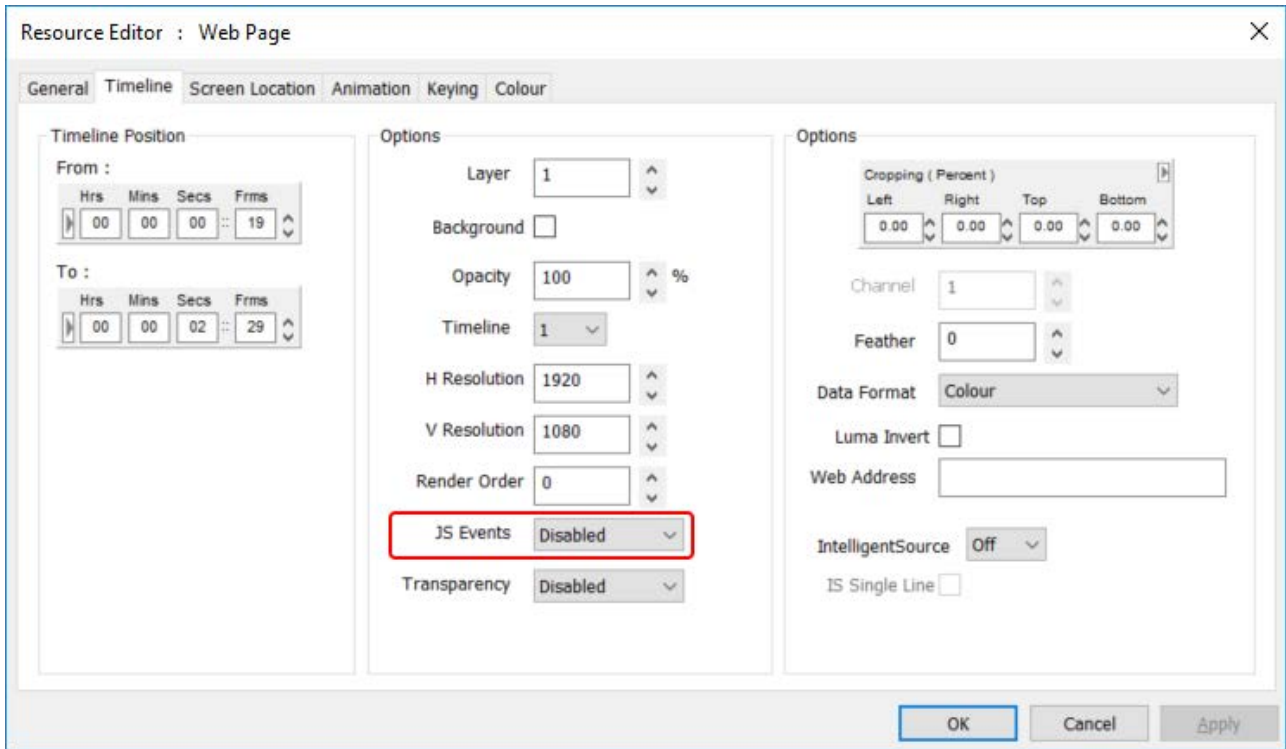 Resource Editor : Web Page
General Timeline Screen Location Animation Keying Colour
Timeline Position
From :
Hrs Mins Secs Frms
00 00 00 :: 19
To :
Hrs Mins Secs Frms
00 00 02 :: 29
Options
Layer 1
Background
Opacity 100 %
Timeline 1
H Resolution 1920
V Resolution 1080
Render Order 0
JS Events Disabled
Transparency Disabled
Options
Cropping ( Percent )
Left Right Top Bottom
0.00 0.00 0.00 0.00
Channel 1
Feather 0
Data Format Colour
Luma Invert
Web Address
IntelligentSource Off
IS Single Line
OK Cancel Apply